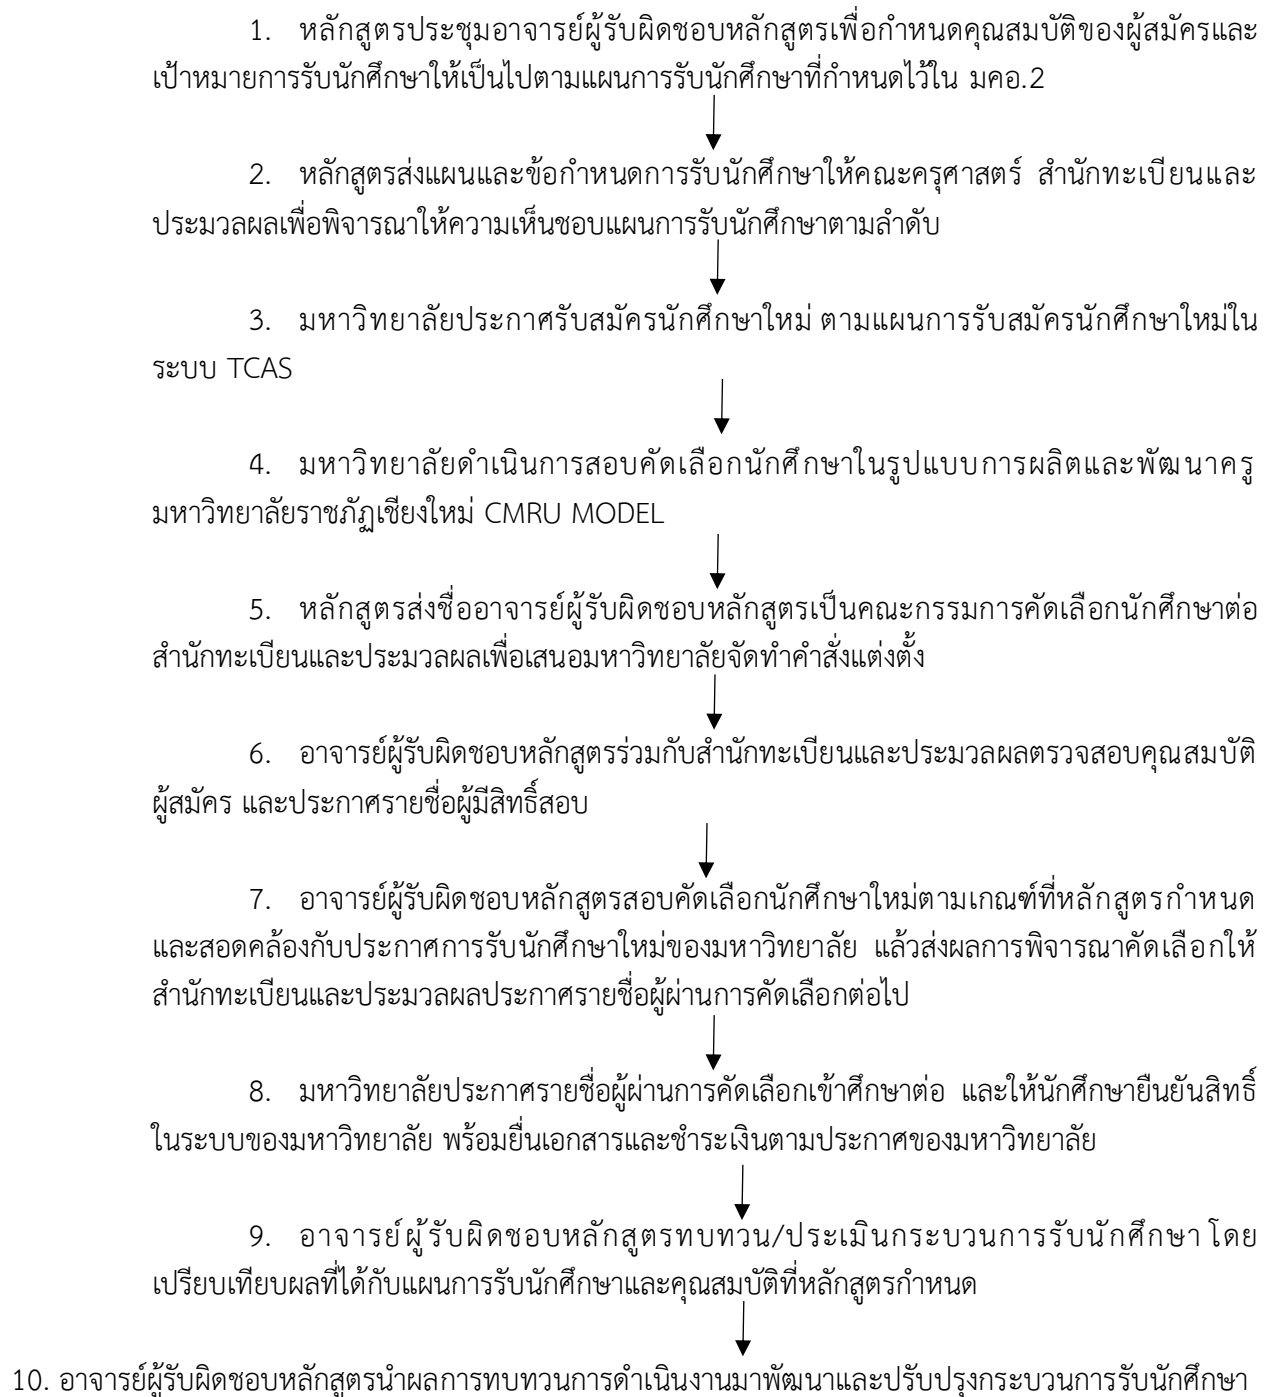 1. หลักสูตรประชุมอาจารย์ผู้รับผิดชอบหลักสูตรเพื่อกำหนดคุณสมบัติของผู้สมัครและ
เป้าหมายการรับนักศึกษาให้เป็นไปตามแผนการรับนักศึกษาที่กำหนดไว้ใน มคอ.2
2. หลักสูตรส่งแผนและข้อกำหนดการรับนักศึกษาให้คณะครุศาสตร์ สำนักทะเบียนและ
ประมวลผลเพื่อพิจารณาให้ความเห็นชอบแผนการรับนักศึกษาตามลำดับ
3. มหาวิทยาลัยประกาศรับสมัครนักศึกษาใหม่ ตามแผนการรับสมัครนักศึกษาใหม่ใน
ระบบ TCAS
4. มหาวิทยาลัยดำเนินการสอบคัดเลือกนักศึกษาในรูปแบบการผลิตและพัฒนาครู
มหาวิทยาลัยราชภัฏเชียงใหม่ CMRU MODEL
5. หลักสูตรส่งชื่ออาจารย์ผู้รับผิดชอบหลักสูตรเป็นคณะกรรมการคัดเลือกนักศึกษาต่อ
สำนักทะเบียนและประมวลผลเพื่อเสนอมหาวิทยาลัยจัดทำคำสั่งแต่งตั้ง
6. อาจารย์ผู้รับผิดชอบหลักสูตรร่วมกับสำนักทะเบียนและประมวลผลตรวจสอบคุณสมบัติ
ผู้สมัคร และประกาศรายชื่อผู้มีสิทธิ์สอบ
7. อาจารย์ผู้รับผิดชอบหลักสูตรสอบคัดเลือกนักศึกษาใหม่ตามเกณฑ์ที่หลักสูตรกำหนด
และสอดคล้องกับประกาศการรับนักศึกษาใหม่ของมหาวิทยาลัย แล้วส่งผลการพิจารณาคัดเลือกให้
สำนักทะเบียนและประมวลผลประกาศรายชื่อผู้ผ่านการคัดเลือกต่อไป
8. มหาวิทยาลัยประกาศรายชื่อผู้ผ่านการคัดเลือกเข้าศึกษาต่อ และให้นักศึกษายืนยันสิทธิ์
ในระบบของมหาวิทยาลัย พร้อมยื่นเอกสารและชำระเงินตามประกาศของมหาวิทยาลัย
9. อาจารย์ผู้รับผิดชอบหลักสูตรทบทวน/ประเมินกระบวนการรับนักศึกษา โดย
เปรียบเทียบผลที่ได้กับแผนการรับนักศึกษาและคุณสมบัติที่หลักสูตรกำหนด
10. อาจารย์ผู้รับผิดชอบหลักสูตรนำผลการทบทวนการดำเนินงานมาพัฒนาและปรับปรุงกระบวนการรับนักศึกษา